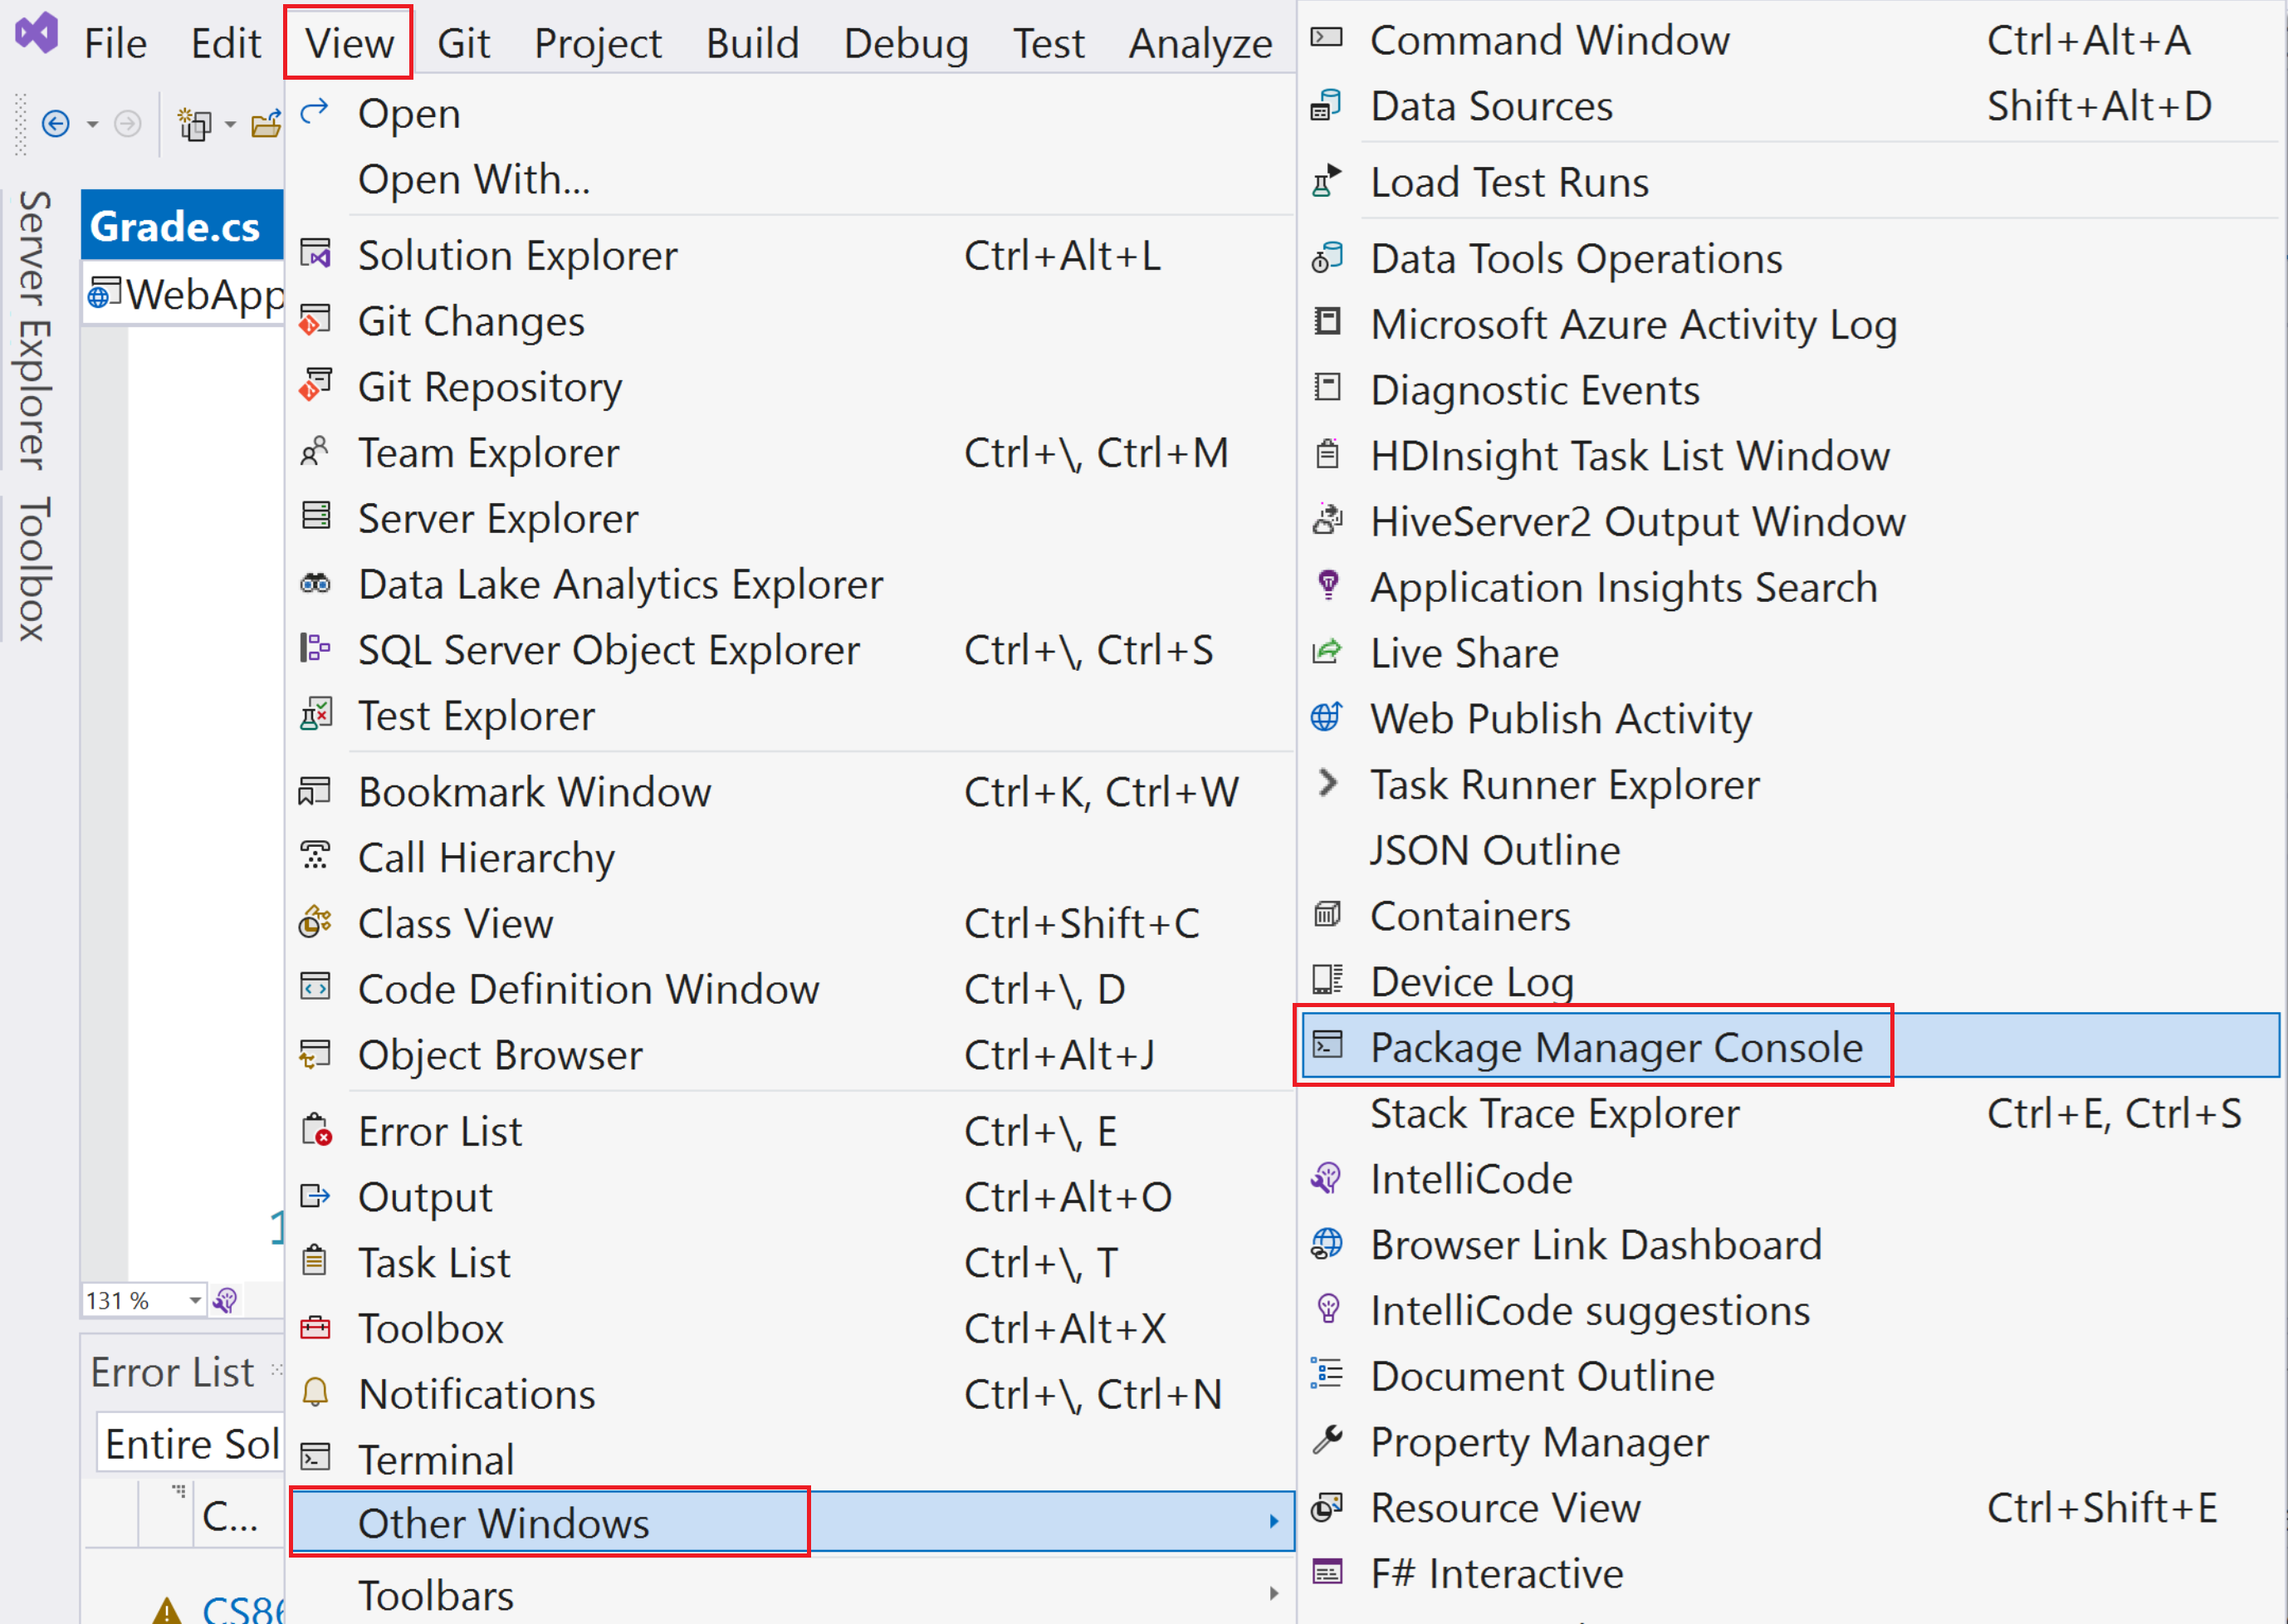 File Edit View Git Project Build Debug Test Analyze
Server Explorer
Toolbox
Grade.cs
WebApp
131 %
Error List
Entire Sol
C...
CS86
Open
Open With...
Solution Explorer Ctrl+Alt+L
Git Changes
Git Repository
Team Explorer Ctrl+\, Ctrl+M
Server Explorer
Data Lake Analytics Explorer
SQL Server Object Explorer Ctrl+\, Ctrl+S
Test Explorer
Bookmark Window Ctrl+K, Ctrl+W
Call Hierarchy
Class View Ctrl+Shift+C
Code Definition Window Ctrl+\, D
Object Browser Ctrl+Alt+J
Error List Ctrl+\, E
Output Ctrl+Alt+O
Task List Ctrl+\, T
Toolbox Ctrl+Alt+X
Notifications Ctrl+\, Ctrl+N
Terminal
Other Windows
Toolbars
Command Window Ctrl+Alt+A
Data Sources Shift+Alt+D
Load Test Runs
Data Tools Operations
Microsoft Azure Activity Log
Diagnostic Events
HDInsight Task List Window
HiveServer2 Output Window
Application Insights Search
Live Share
Web Publish Activity
Task Runner Explorer
JSON Outline
Containers
Device Log
Package Manager Console
Stack Trace Explorer Ctrl+E, Ctrl+S
IntelliCode
Browser Link Dashboard
IntelliCode suggestions
Document Outline
Property Manager
Resource View Ctrl+Shift+E
F# Interactive